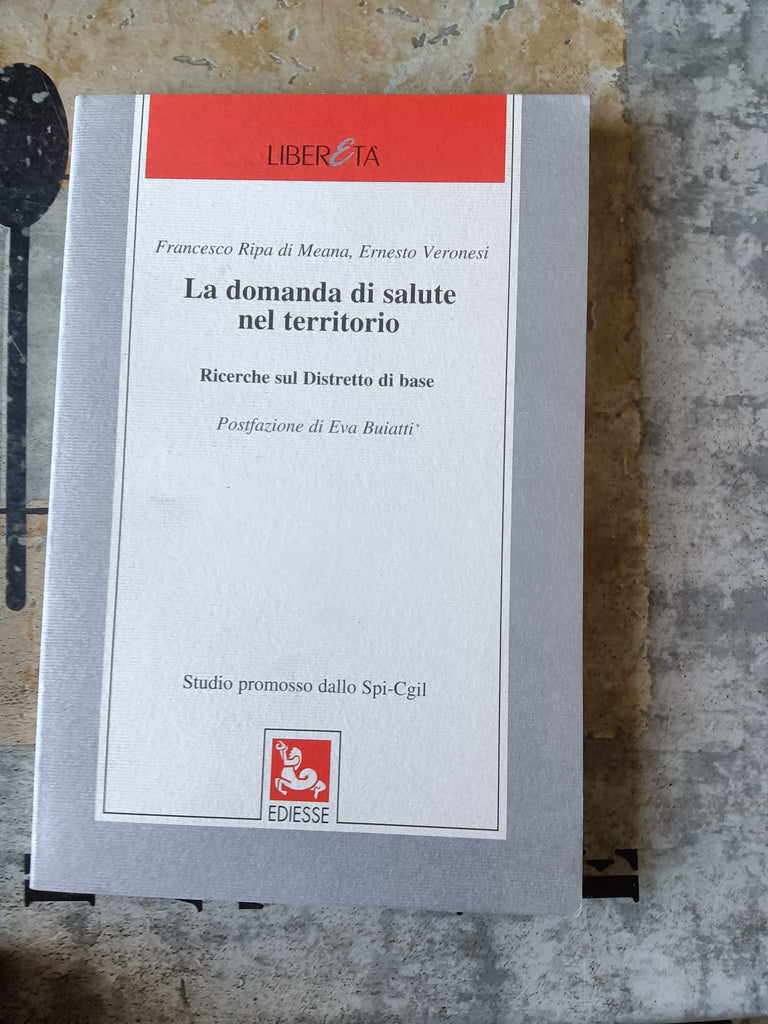 LIBERETÀ
Francesco Ripa di Meana, Ernesto Veronesi
La domanda di salute
nel territorio
Ricerche sul Distretto di base
Postfazione di Eva Buiatti
Studio promosso dallo Spi-Cgil
EDIESSE